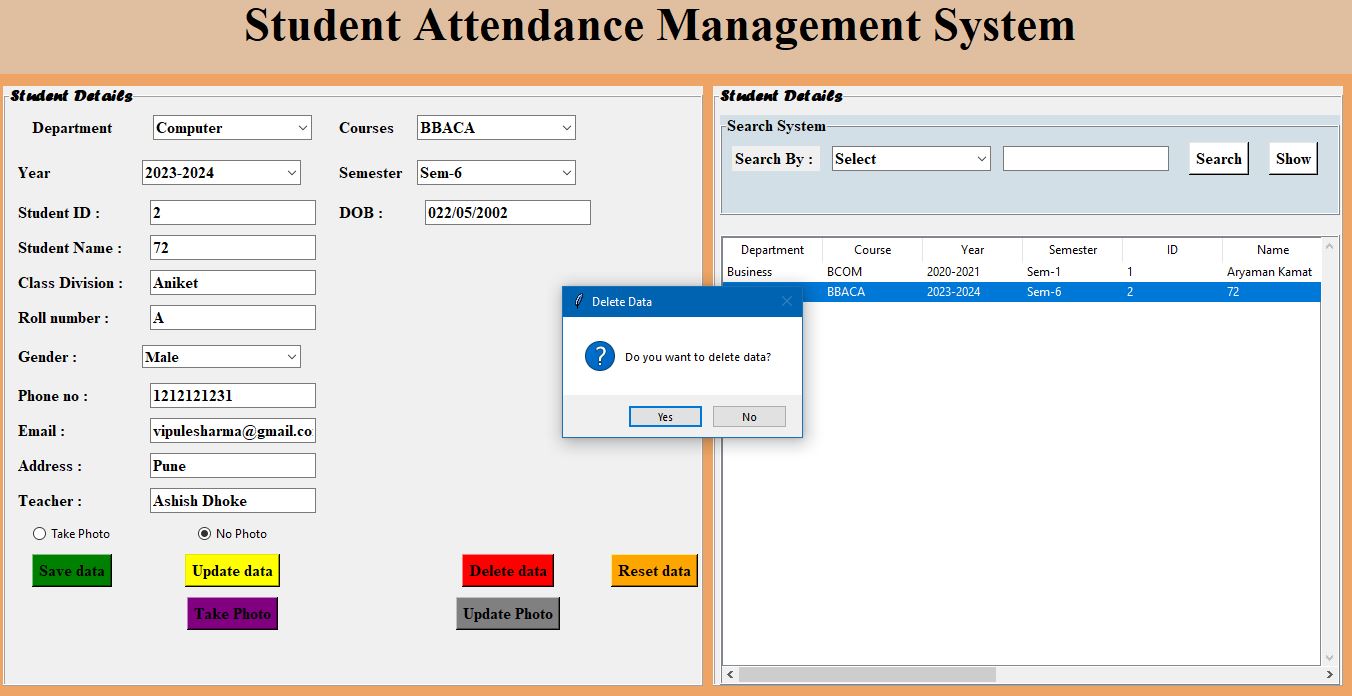 Student Attendance Management System
Student Details
Department Computer Courses BBACA
Year 2023-2024 Semester Sem-6
Student ID : 2 DOB : 022/05/2002
Student Name : 72
Class Division : Aniket
Roll number : A
Gender : Male
Phone no : 1212121231
Email : vipulesharma@gmail.co
Address : Pune
Teacher : Ashish Dhoke
Take Photo No Photo
Save data Update data Delete data Reset data
Take Photo Update Photo
Student Details
Search System
Search By : Select Search Show
Department Course Year Semester ID Name
Business BCOM 2020-2021 Sem-1 1 Aryaman Kamat
BBACA 2023-2024 Sem-6 2 72
Delete Data
Do you want to delete data?
Yes No